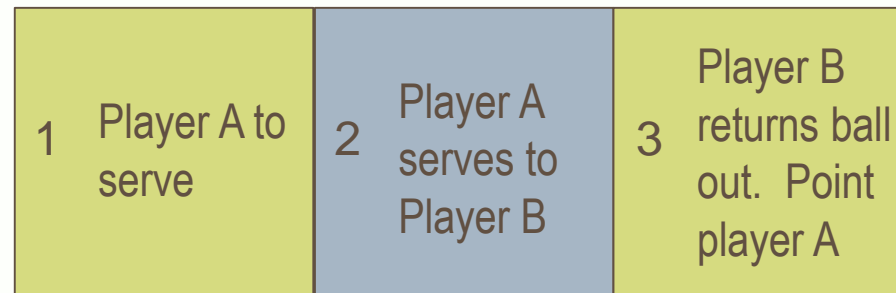 1
Player A to
serve
2
Player A
serves to
Player B
3
Player B
returns ball
out.  Point
player A